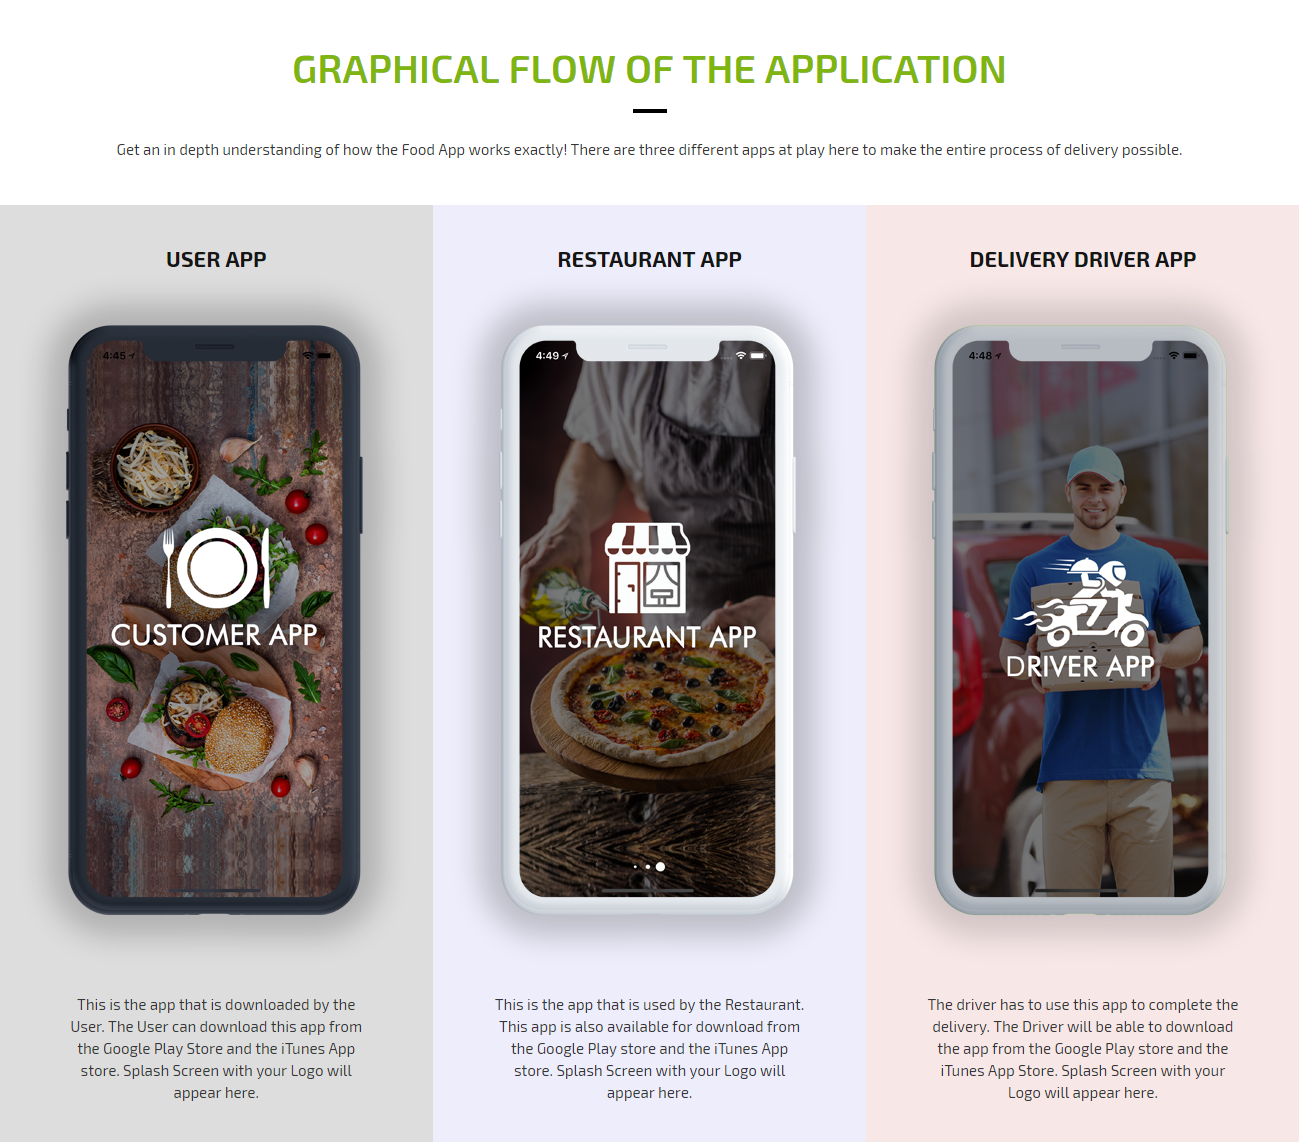 GRAPHICAL FLOW OF THE APPLICATION
Get an in depth understanding of how the Food App works exactly! There are three different apps at play here to make the entire process of delivery possible.
USER APP
4:45
CUSTOMER APP
This is the app that is downloaded by the
User. The User can download this app from
the Google Play Store and the iTunes App
store. Splash Screen with your Logo will
appear here.
RESTAURANT APP
4:49
RESTAURANT APP
This is the app that is used by the Restaurant.
This app is also available for download from
the Google Play store and the iTunes App
store. Splash Screen with your Logo will
appear here.
DELIVERY DRIVER APP
4:48
DRIVER APP
The driver has to use this app to complete the
delivery. The Driver will be able to download
the app from the Google Play store and the
iTunes App Store. Splash Screen with your
Logo will appear here.